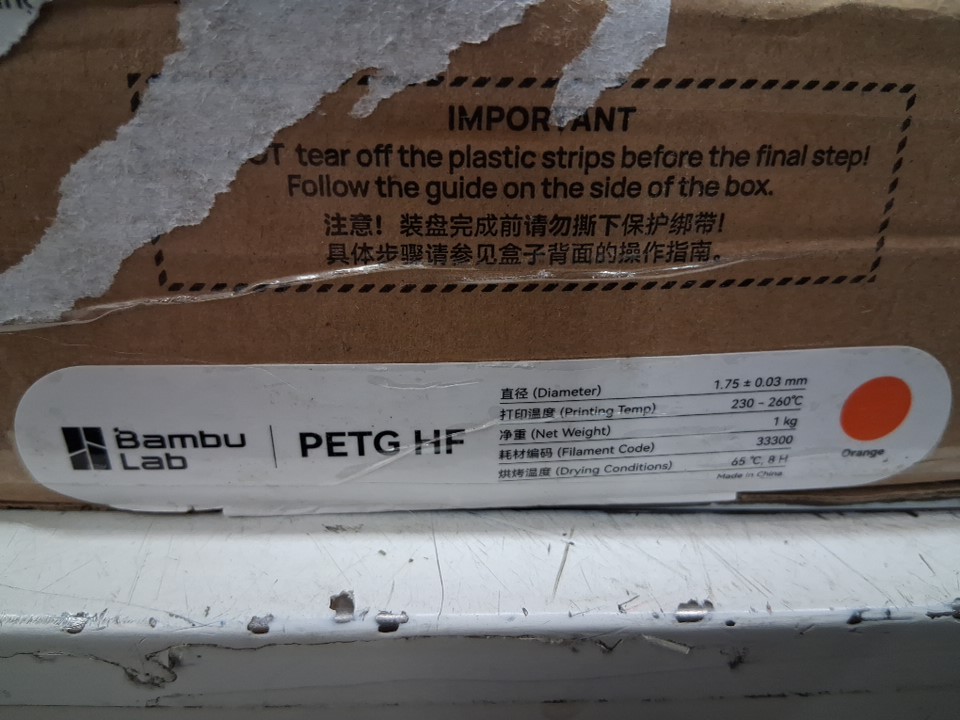 IMPORTANT
OT tear off the plastic strips before the final step!
Follow the guide on the side of the box.
注意！装盘完成前请勿撕下保护绑带！
具体步骤请参见盒子背面的操作指南。
Bambu
Lab
PETG HF
直径 (Diameter) 1.75 ± 0.03 mm
打印温度 (Printing Temp) 230 - 260℃
净重 (Net Weight) 1 kg
耗材编码 (Filament Code) 33300
烘烤温度 (Drying Conditions) 65 ℃, 8 H
Made in China
Orange